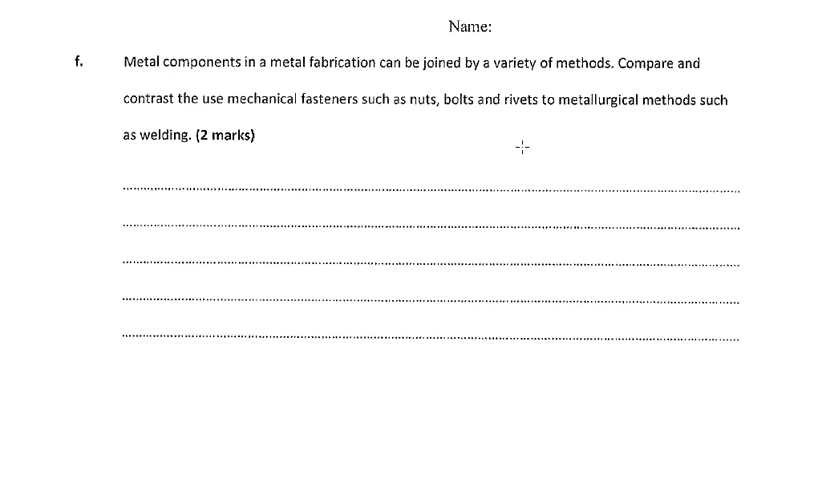 Name:
f. Metal components in a metal fabrication can be joined by a variety of methods. Compare and
contrast the use mechanical fasteners such as nuts, bolts and rivets to metallurgical methods such
as welding. (2 marks)